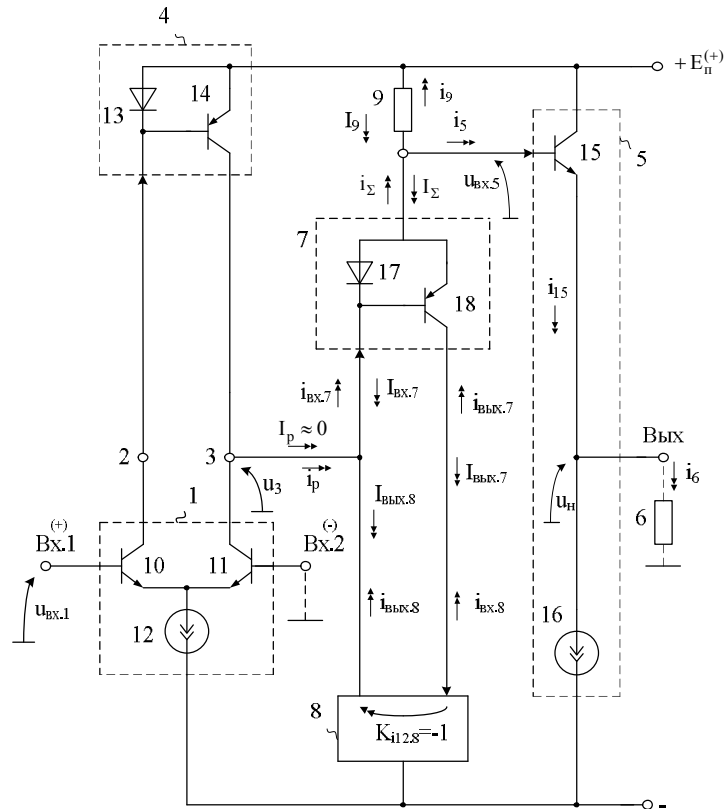 4
+ Eп(+)
13
14
9
i9
I9
i5
15
5
iΣ
IΣ
uвх.5
7
17
18
i15
iвх.7
Iвх.7
iвых.7
Ip≈0
2
3
ip
u3
Iвых.8
Iвых.7
Вых
uн
i6
6
1
(+)
Вх.1
10
11
(-)
Вх.2
uвх.1
12
iвых.8
iвх.8
16
8
Ki12.8=-1
-